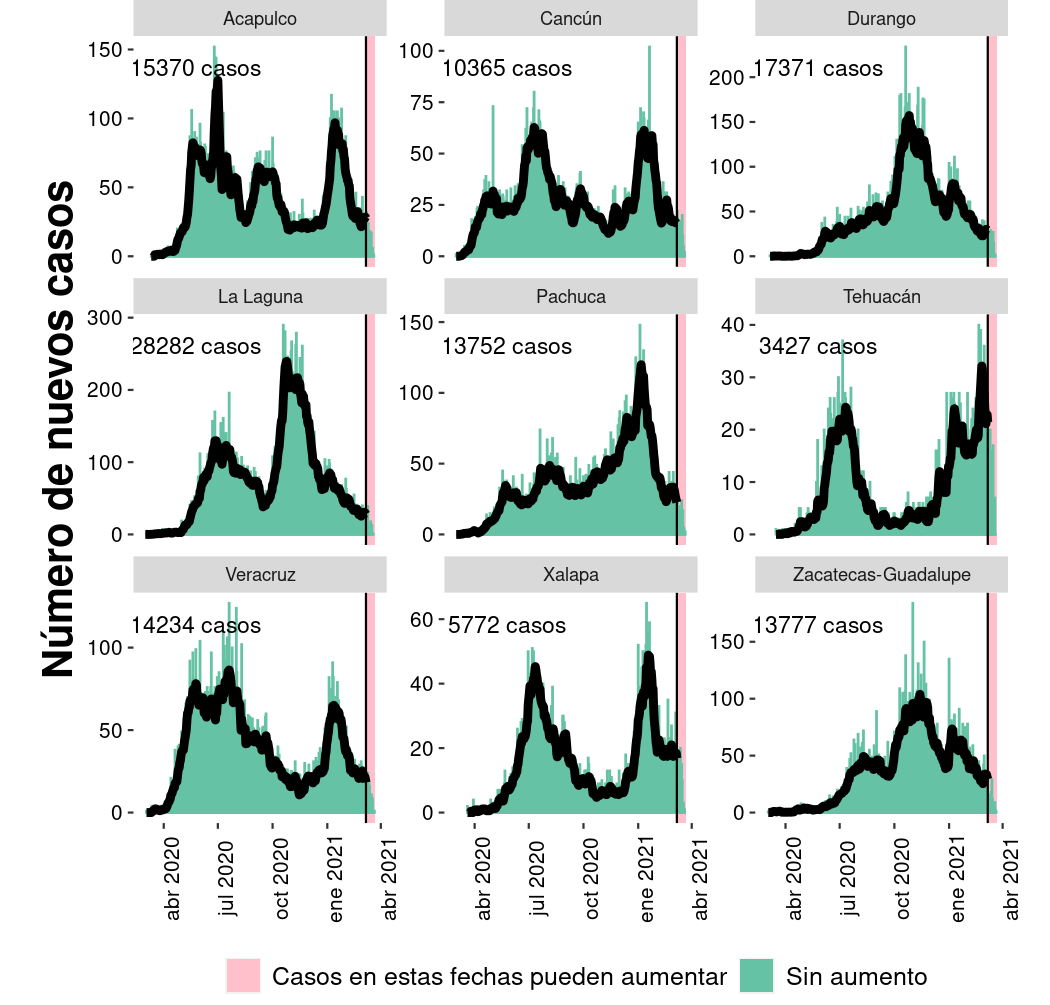 Acapulco
Cancún
Durango
150
100
50
0
15370 casos
100
75
50
25
0
10365 casos
200
150
100
50
0
17371 casos
La Laguna
Pachuca
Tehuacán
300
200
100
0
28282 casos
150
100
50
0
13752 casos
40
30
20
10
0
3427 casos
Veracruz
Xalapa
Zacatecas-Guadalupe
100
50
0
14234 casos
60
40
20
0
5772 casos
150
100
50
0
13777 casos
Número de nuevos casos
abr 2020
jul 2020
oct 2020
ene 2021
abr 2021
abr 2020
jul 2020
oct 2020
ene 2021
abr 2021
abr 2020
jul 2020
oct 2020
ene 2021
abr 2021
Casos en estas fechas pueden aumentar
Sin aumento